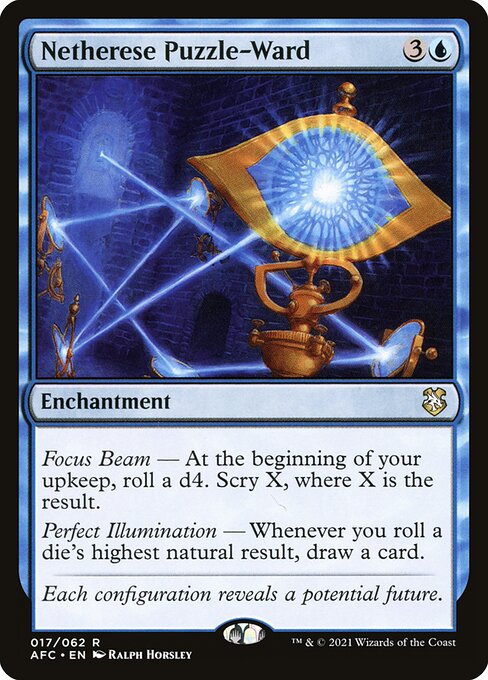 Netherese Puzzle-Ward 3
Enchantment
Focus Beam — At the beginning of your
upkeep, roll a d4. Scry X, where X is the
result.
Perfect Illumination — Whenever you roll a
die's highest natural result, draw a card.
Each configuration reveals a potential future.
017/062 R
AFC • EN Ralph Horsley
™ & © 2021 Wizards of the Coast